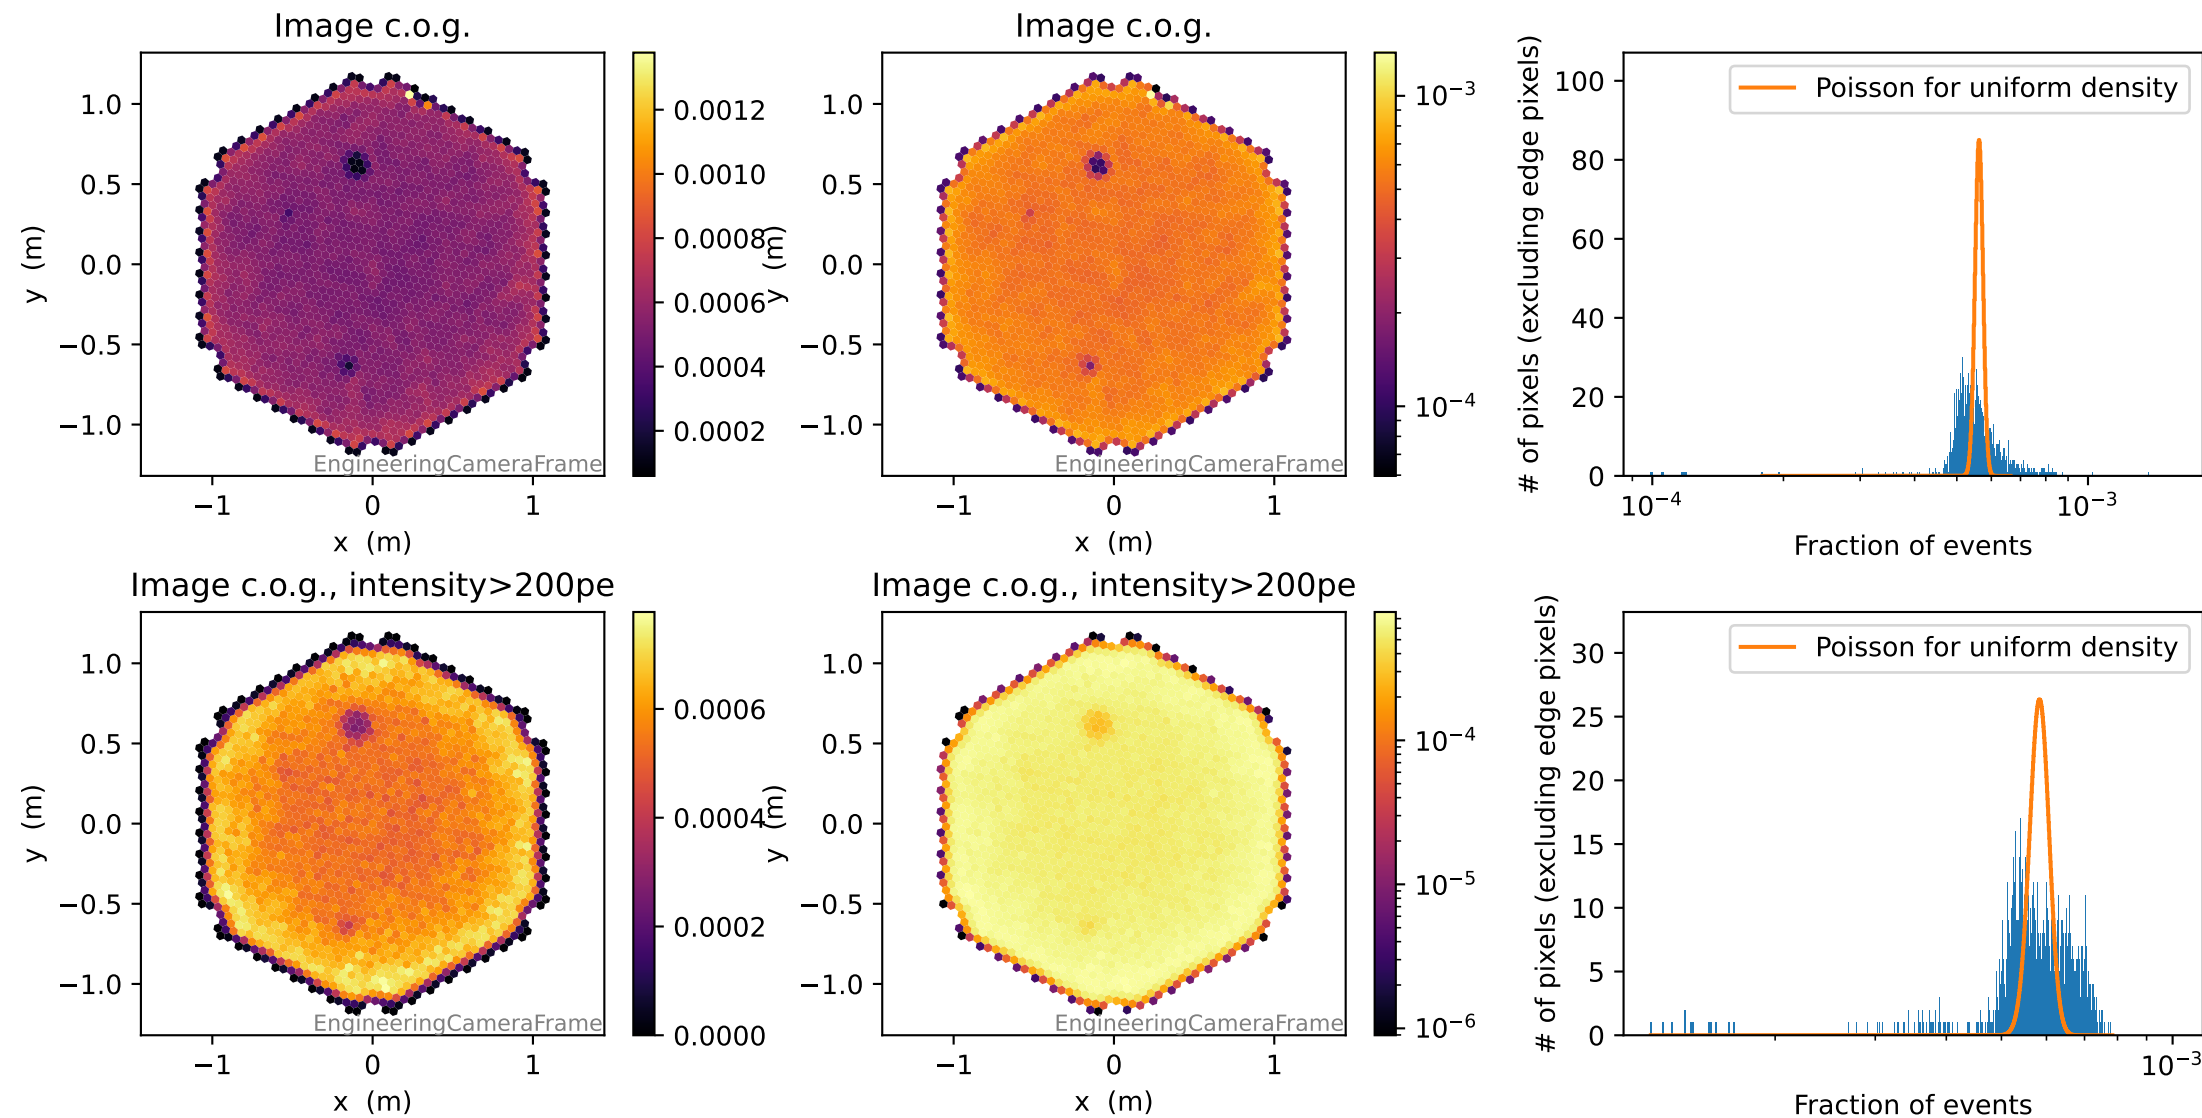 Image c.o.g.
1.0
0.5
0.0
−0.5
−1.0
y (m)
−1
0
1
x (m)
EngineeringCameraFrame
0.0012
0.0010
0.0008
0.0006
0.0004
0.0002
Image c.o.g.
1.0
0.5
0.0
−0.5
−1.0
y (m)
−1
0
1
x (m)
EngineeringCameraFrame
10⁻³
10⁻⁴
Poisson for uniform density
# of pixels (excluding edge pixels)
100
80
60
40
20
0
10⁻⁴
10⁻³
Fraction of events
Image c.o.g., intensity>200pe
1.0
0.5
0.0
−0.5
−1.0
y (m)
−1
0
1
x (m)
EngineeringCameraFrame
0.0006
0.0004
0.0002
0.0000
Image c.o.g., intensity>200pe
1.0
0.5
0.0
−0.5
−1.0
y (m)
−1
0
1
x (m)
EngineeringCameraFrame
10⁻⁴
10⁻⁵
10⁻⁶
Poisson for uniform density
# of pixels (excluding edge pixels)
30
25
20
15
10
5
0
10⁻³
Fraction of events